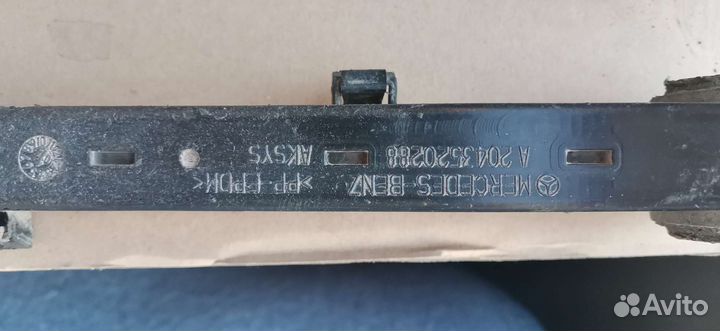 MERCEDES-BENZ >PP EPDM<
A 2043520288 AKSYS
Avito